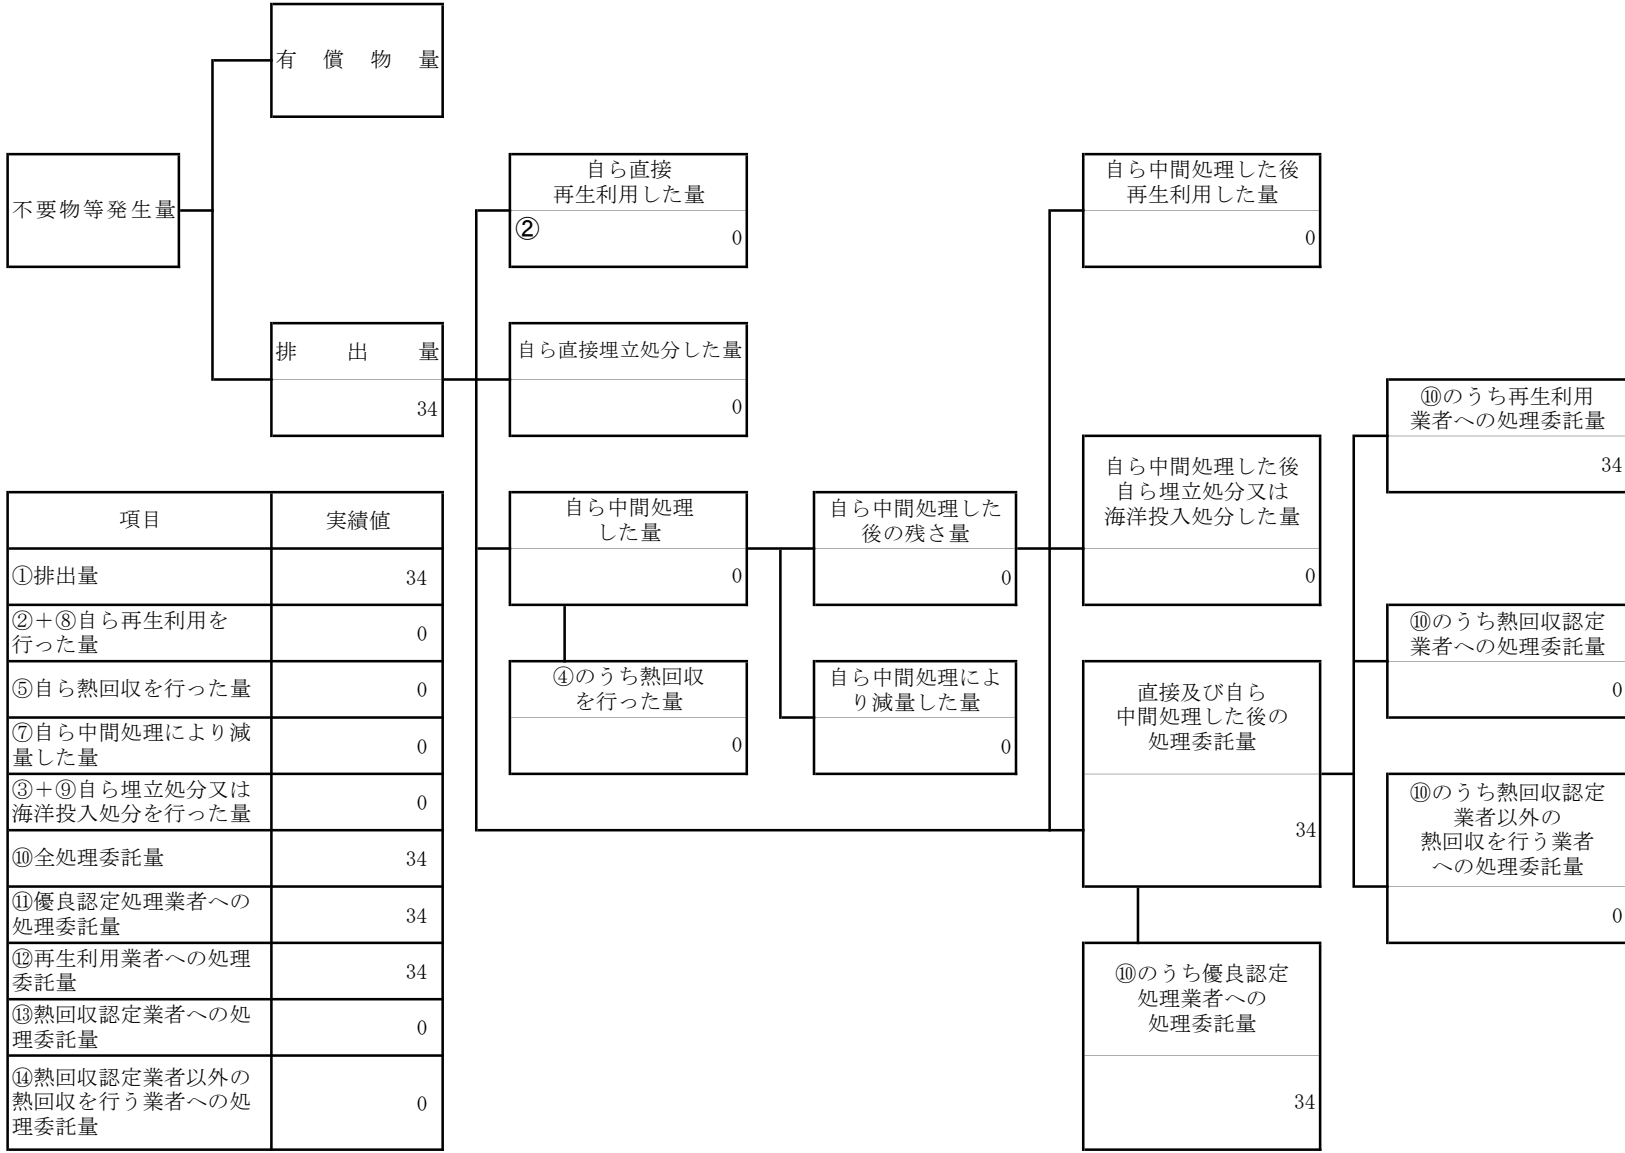 有償物量
不要物等発生量
排出量
34
自ら直接
再生利用した量
②
0
自ら直接埋立処分した量
0
自ら中間処理
した量
0
④のうち熱回収
を行った量
0
自ら中間処理した
後の残さ量
0
自ら中間処理によ
り減量した量
0
自ら中間処理した後
再生利用した量
0
自ら中間処理した後
自ら埋立処分又は
海洋投入処分した量
0
直接及び自ら
中間処理した後の
処理委託量
34
⑩のうち優良認定
処理業者への
処理委託量
34
⑩のうち再生利用
業者への処理委託量
34
⑩のうち熱回収認定
業者への処理委託量
0
⑩のうち熱回収認定
業者以外の
熱回収を行う業者
への処理委託量
0
項目 実績値
①排出量 34
②＋⑧自ら再生利用を
行った量 0
⑤自ら熱回収を行った量 0
⑦自ら中間処理により減
量した量 0
③＋⑨自ら埋立処分又は
海洋投入処分を行った量 0
⑩全処理委託量 34
⑪優良認定処理業者への
処理委託量 34
⑫再生利用業者への処理
委託量 34
⑬熱回収認定業者への処
理委託量 0
⑭熱回収認定業者以外の
熱回収を行う業者への処
理委託量 0